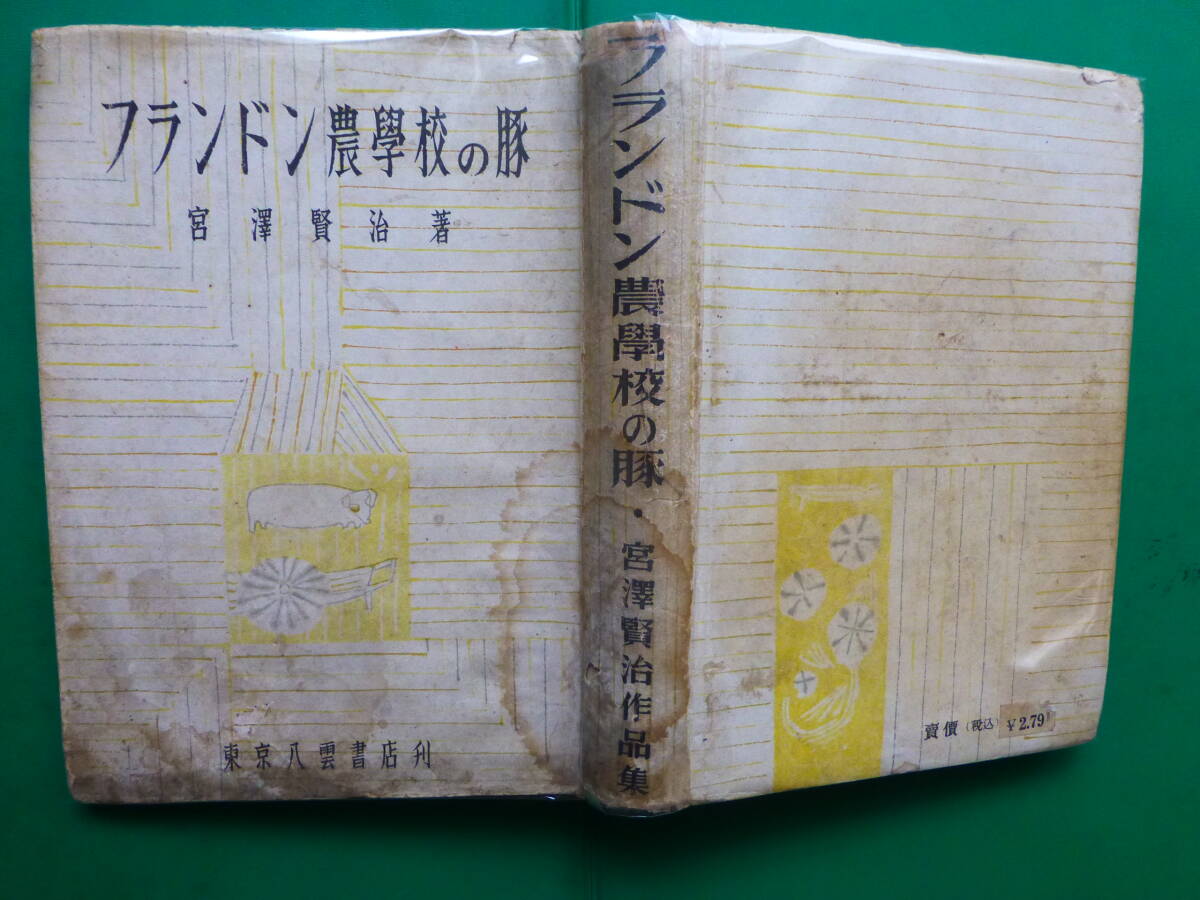 フランドン農學校の豚
宮澤賢治著
東京八雲書店刋
フランドン農學校の豚・宮澤賢治作品集
賣價(税込)￥2.79